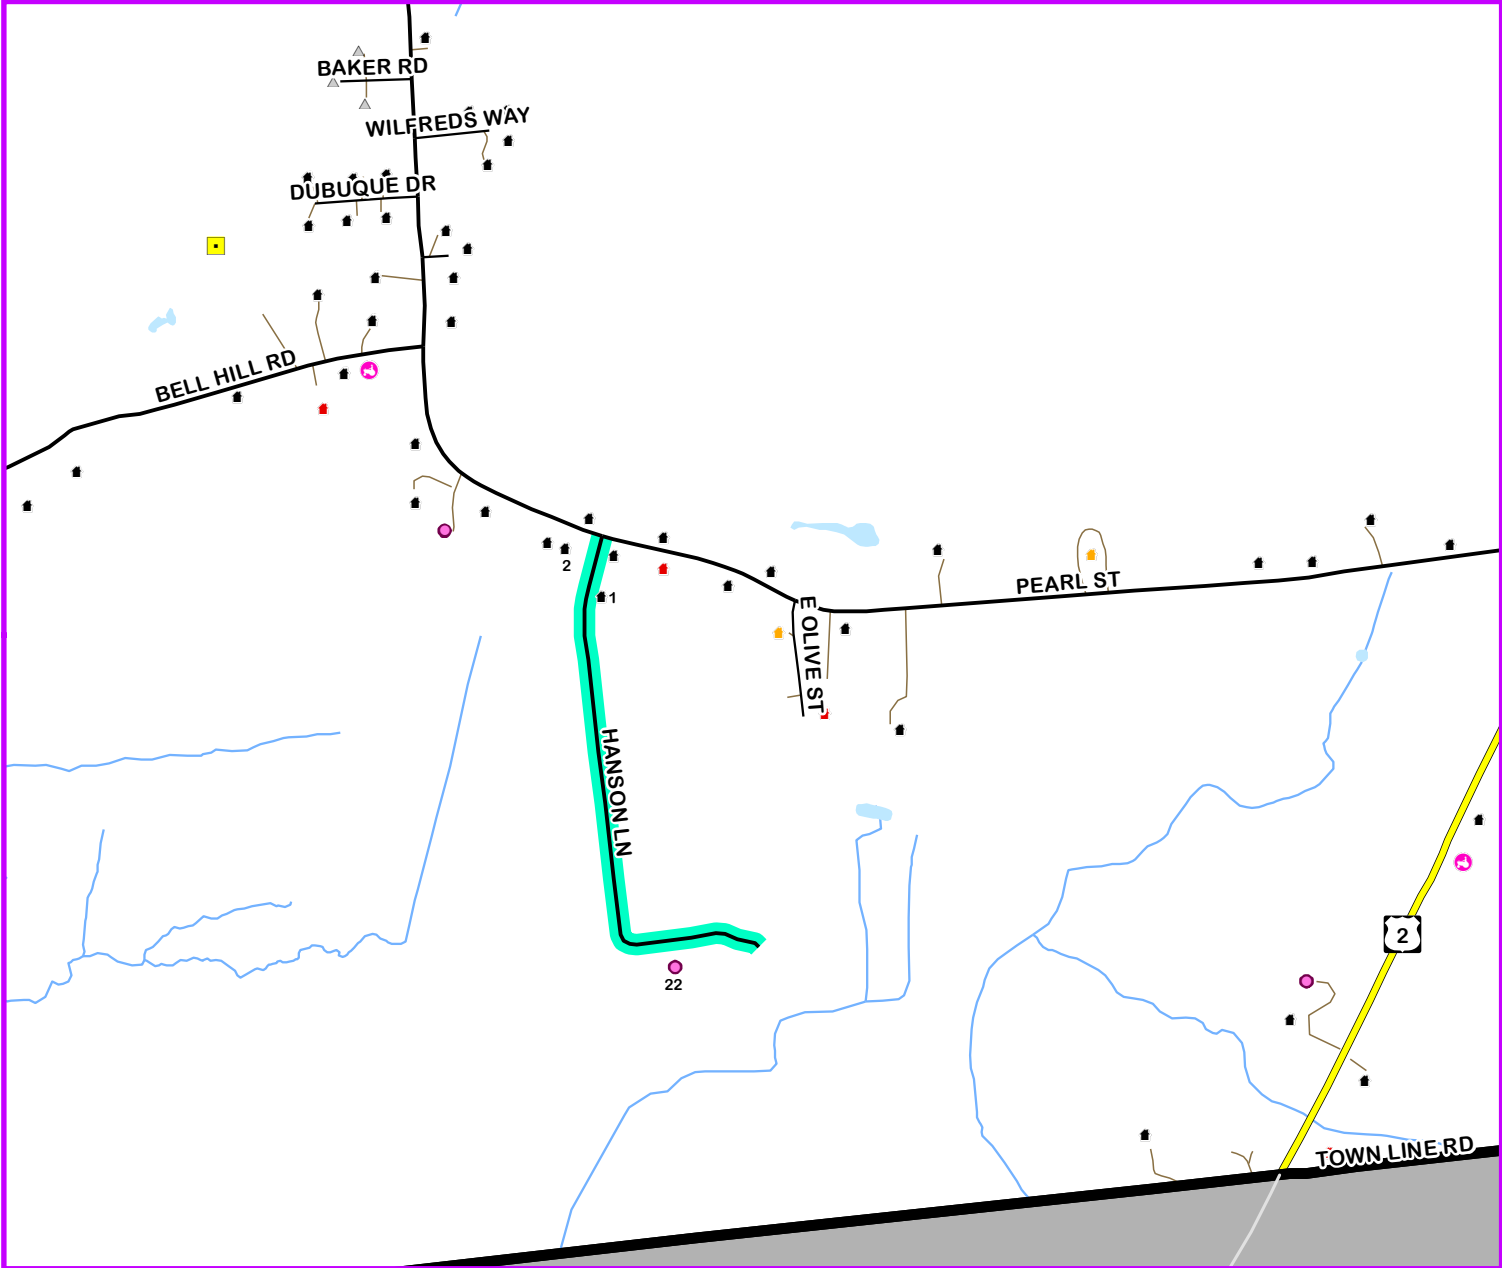 BAKER RD
WILFREDS WAY
DUBUQUE DR
BELL HILL RD
2
1
PEARL ST
E OLIVE ST
HANSON LN
2
22
TOWN LINE RD